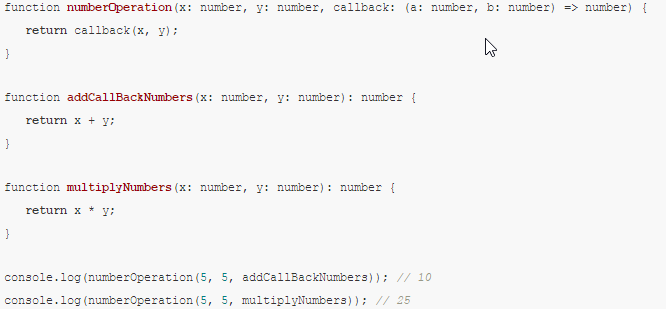 function numberOperation(x: number, y: number, callback: (a: number, b: number) => number) {
return callback(x, y);
}
function addCallBackNumbers(x: number, y: number): number {
return x + y;
}
function multiplyNumbers(x: number, y: number): number {
return x * y;
}
console.log(numberOperation(5, 5, addCallBackNumbers)); // 10
console.log(numberOperation(5, 5, multiplyNumbers)); // 25